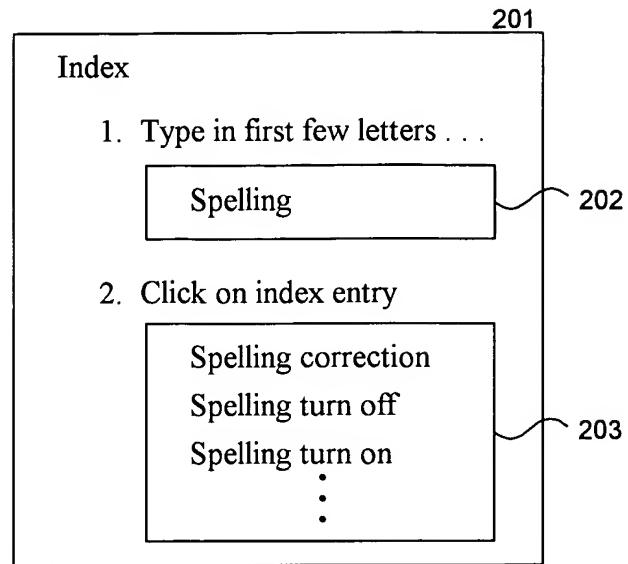 201
Index
1. Type in first few letters . . .
Spelling
202
2. Click on index entry
Spelling correction
Spelling turn off
203
Spelling turn on